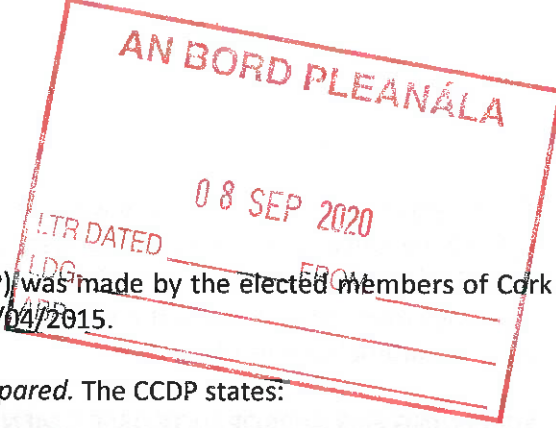 AN BORD PLEANÁLA
08 SEP 2020
LTR DATED FROM
LDG.
P) was made by the elected members of Cork
ABP-
/04/2015.
pared. The CCDP states: